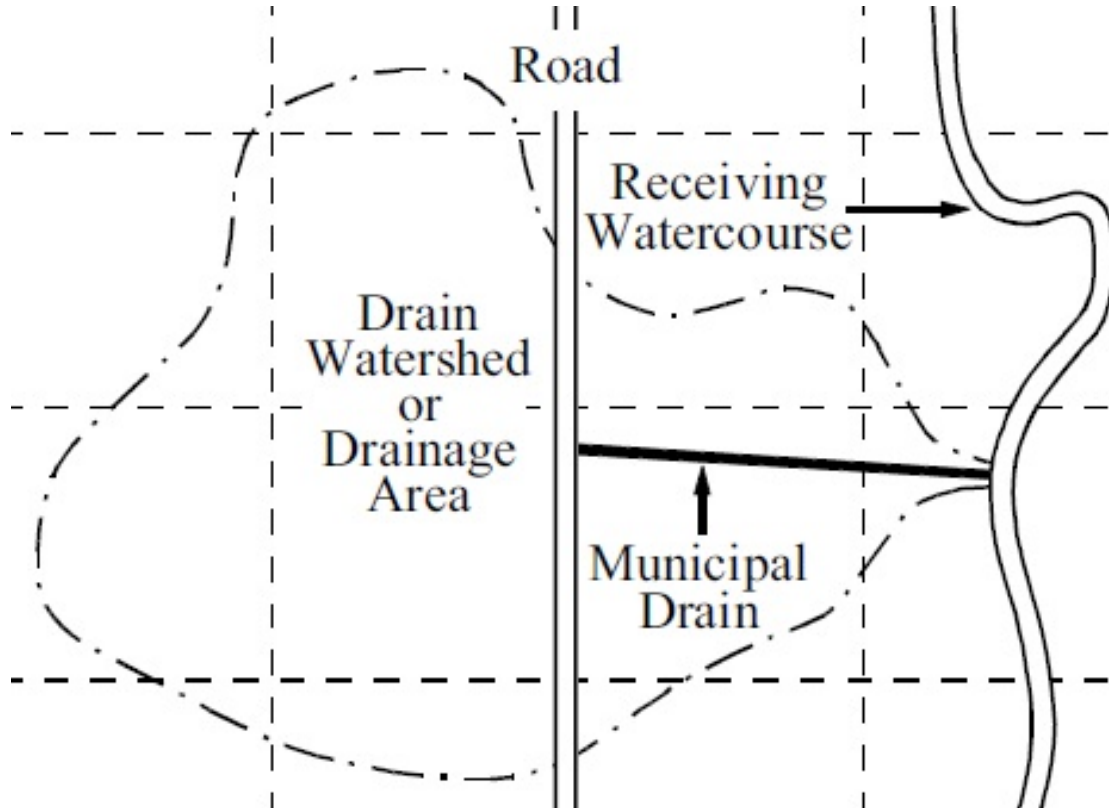 Road
Receiving
Watercourse
Drain
Watershed
or
Drainage
Area
Municipal
Drain